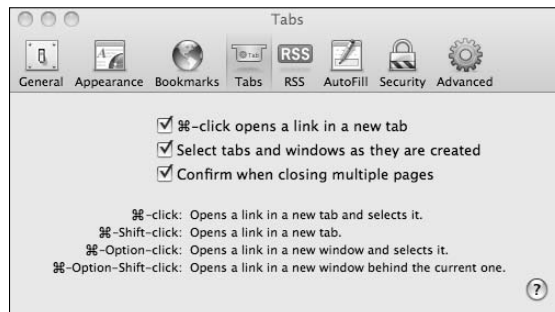 Tabs
General Appearance Bookmarks Tabs RSS AutoFill Security Advanced
Tab
RSS
⌘-click opens a link in a new tab
Select tabs and windows as they are created
Confirm when closing multiple pages
⌘-click: Opens a link in a new tab and selects it.
⌘-Shift-click: Opens a link in a new tab.
⌘-Option-click: Opens a link in a new window and selects it.
⌘-Option-Shift-click: Opens a link in a new window behind the current one.
?